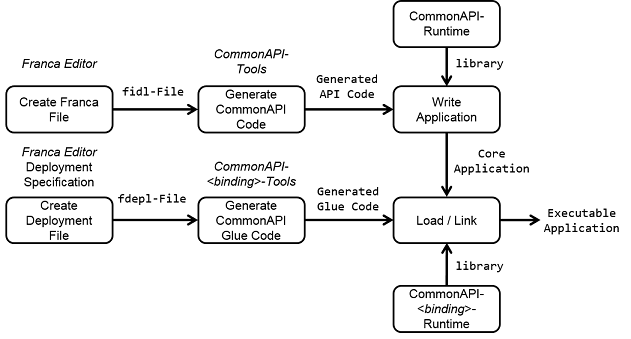 CommonAPI-
Runtime
library
Franca Editor
CommonAPI-
Tools
Create Franca
File
fidl-File
Generate
CommonAPI
Code
Generated
API Code
Write
Application
Core
Application
Franca Editor
Deployment
Specification
CommonAPI-
<binding>-Tools
Create
Deployment
File
fdepl-File
Generate
CommonAPI
Glue Code
Generated
Glue Code
Load / Link
Executable
Application
library
CommonAPI-
<binding>-
Runtime